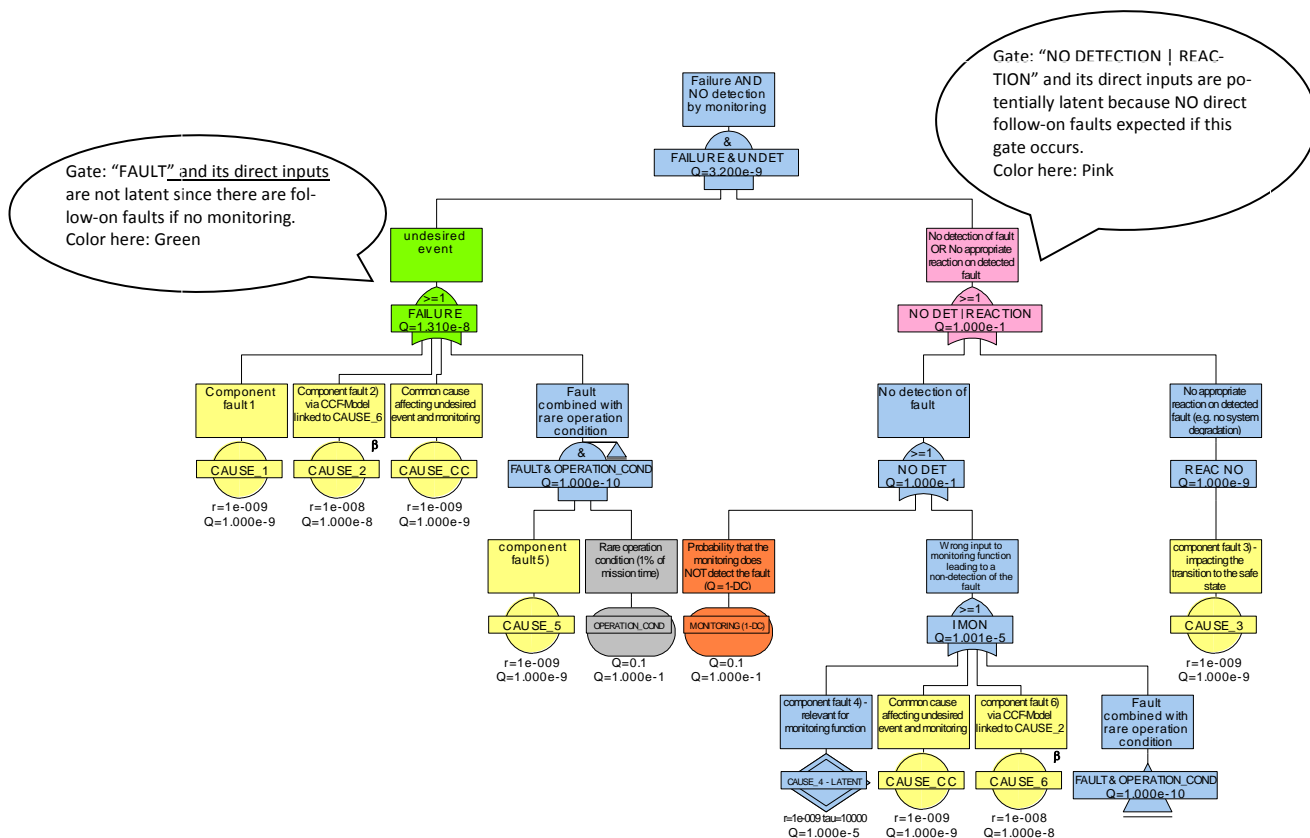 Gate: “NO DETECTION | REAC-
TION” and its direct inputs are po-
tentially latent because NO direct
follow-on faults expected if this
gate occurs.
Color here: Pink
Gate: “FAULT” and its direct inputs
are not latent since there are fol-
low-on faults if no monitoring.
Color here: Green
Failure AND
NO detection
by monitoring
&
FAILURE & UNDET
Q=3.200e-9
undesired
event
>=1
FAILURE
Q=1.310e-8
No detection of fault
OR No appropriate
reaction on detected
fault
>=1
NO DET | REACTION
Q=1.000e-1
Component
fault 1
CAUSE_1
r=1e-009
Q=1.000e-9
Component fault 2)
via CCF-Model
linked to CAUSE_6
β
CAUSE_2
r=1e-008
Q=1.000e-8
Common cause
affecting undesired
event and monitoring
CAUSE_CC
r=1e-009
Q=1.000e-9
Fault
combined with
rare operation
condition
&
FAULT & OPERATION_COND
Q=1.000e-10
No detection of
fault
>=1
NO DET
Q=1.000e-1
No appropriate
reaction on detected
fault (e.g. no system
degradation)
REAC NO
Q=1.000e-9
component
fault 5)
CAUSE_5
r=1e-009
Q=1.000e-9
Rare operation
condition (1% of
mission time)
OPERATION_COND
Q=0.1
Q=1.000e-1
Probability that the
monitoring does
NOT detect the fault
(Q = 1-DC)
MONITORING (1-DC)
Q=0.1
Q=1.000e-1
Wrong input to
monitoring function
leading to a
non-detection of the
fault
>=1
IMON
Q=1.001e-5
component fault 3) -
impacting the
transition to the safe
state
CAUSE_3
r=1e-009
Q=1.000e-9
component fault 4) -
relevant for
monitoring function
CAUSE_4 - LATENT
r=1e-009 tau=10000
Q=1.000e-5
Common cause
affecting undesired
event and monitoring
CAUSE_CC
r=1e-009
Q=1.000e-9
component fault 6)
via CCF-Model
linked to CAUSE_2
β
CAUSE_6
r=1e-008
Q=1.000e-8
Fault
combined with
rare operation
condition
FAULT & OPERATION_COND
Q=1.000e-10